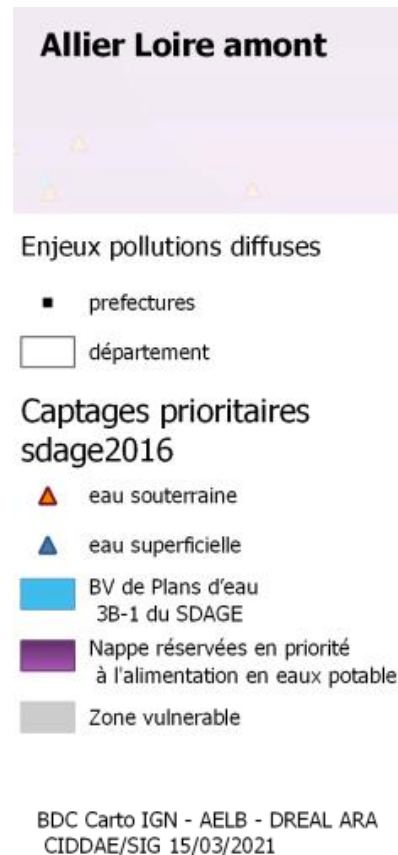 Allier Loire amont
Enjeux pollutions diffuses
prefectures
département
Captages prioritaires
sdage2016
eau souterraine
eau superficielle
BV de Plans d'eau
3B-1 du SDAGE
Nappe réservées en priorité
à l'alimentation en eaux potable
Zone vulnerable
BDC Carto IGN - AELB - DREAL ARA
CIDDAE/SIG 15/03/2021